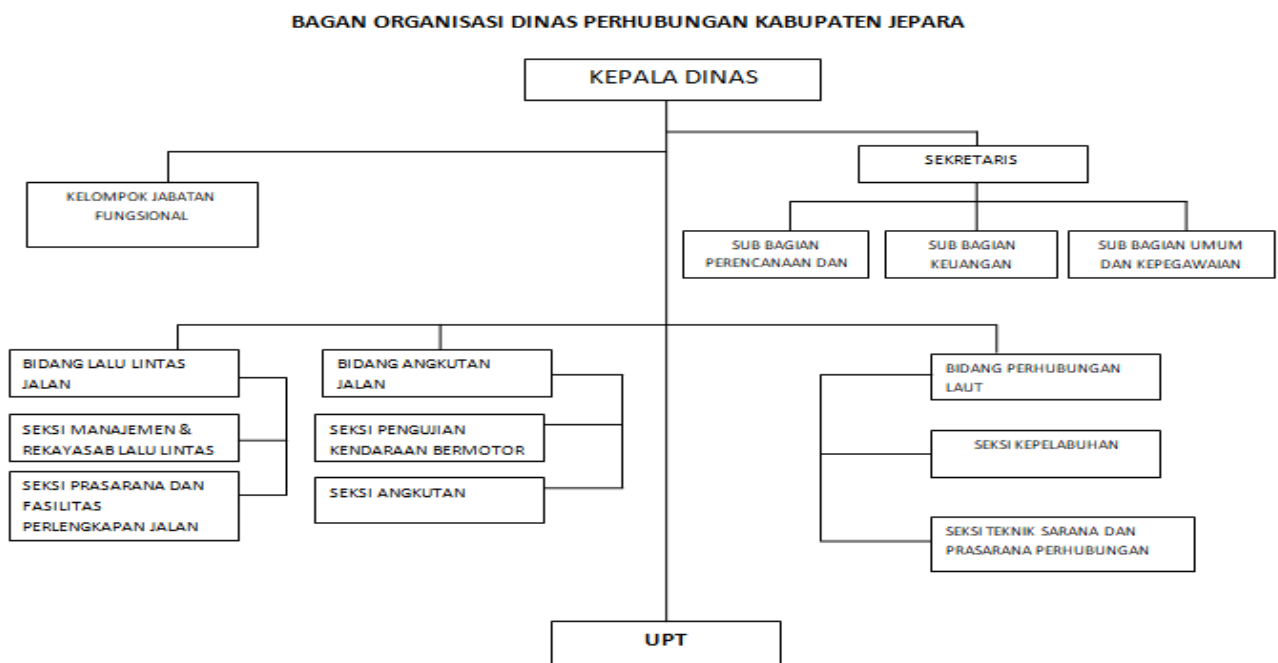 BAGAN ORGANISASI DINAS PERHUBUNGAN KABUPATEN JEPARA
KEPALA DINAS
SEKRETARIS
KELOMPOK JABATAN
FUNGSIONAL
SUB BAGIAN
PERENCANAAN DAN
SUB BAGIAN
KEUANGAN
SUB BAGIAN UMUM
DAN KEPEGAWAIAN
BIDANG LALU LINTAS
JALAN
SEKSI MANAJEMEN &
REKAYASAB LALU LINTAS
SEKSI PRASARANA DAN
FASILITAS
PERLENGKAPAN JALAN
BIDANG ANGKUTAN
JALAN
SEKSI PENGUJIAN
KENDARAAN BERMOTOR
SEKSI ANGKUTAN
BIDANG PERHUBUNGAN
LAUT
SEKSI KEPELABUHAN
SEKSI TEKNIK SARANA DAN
PRASARANA PERHUBUNGAN
UPT